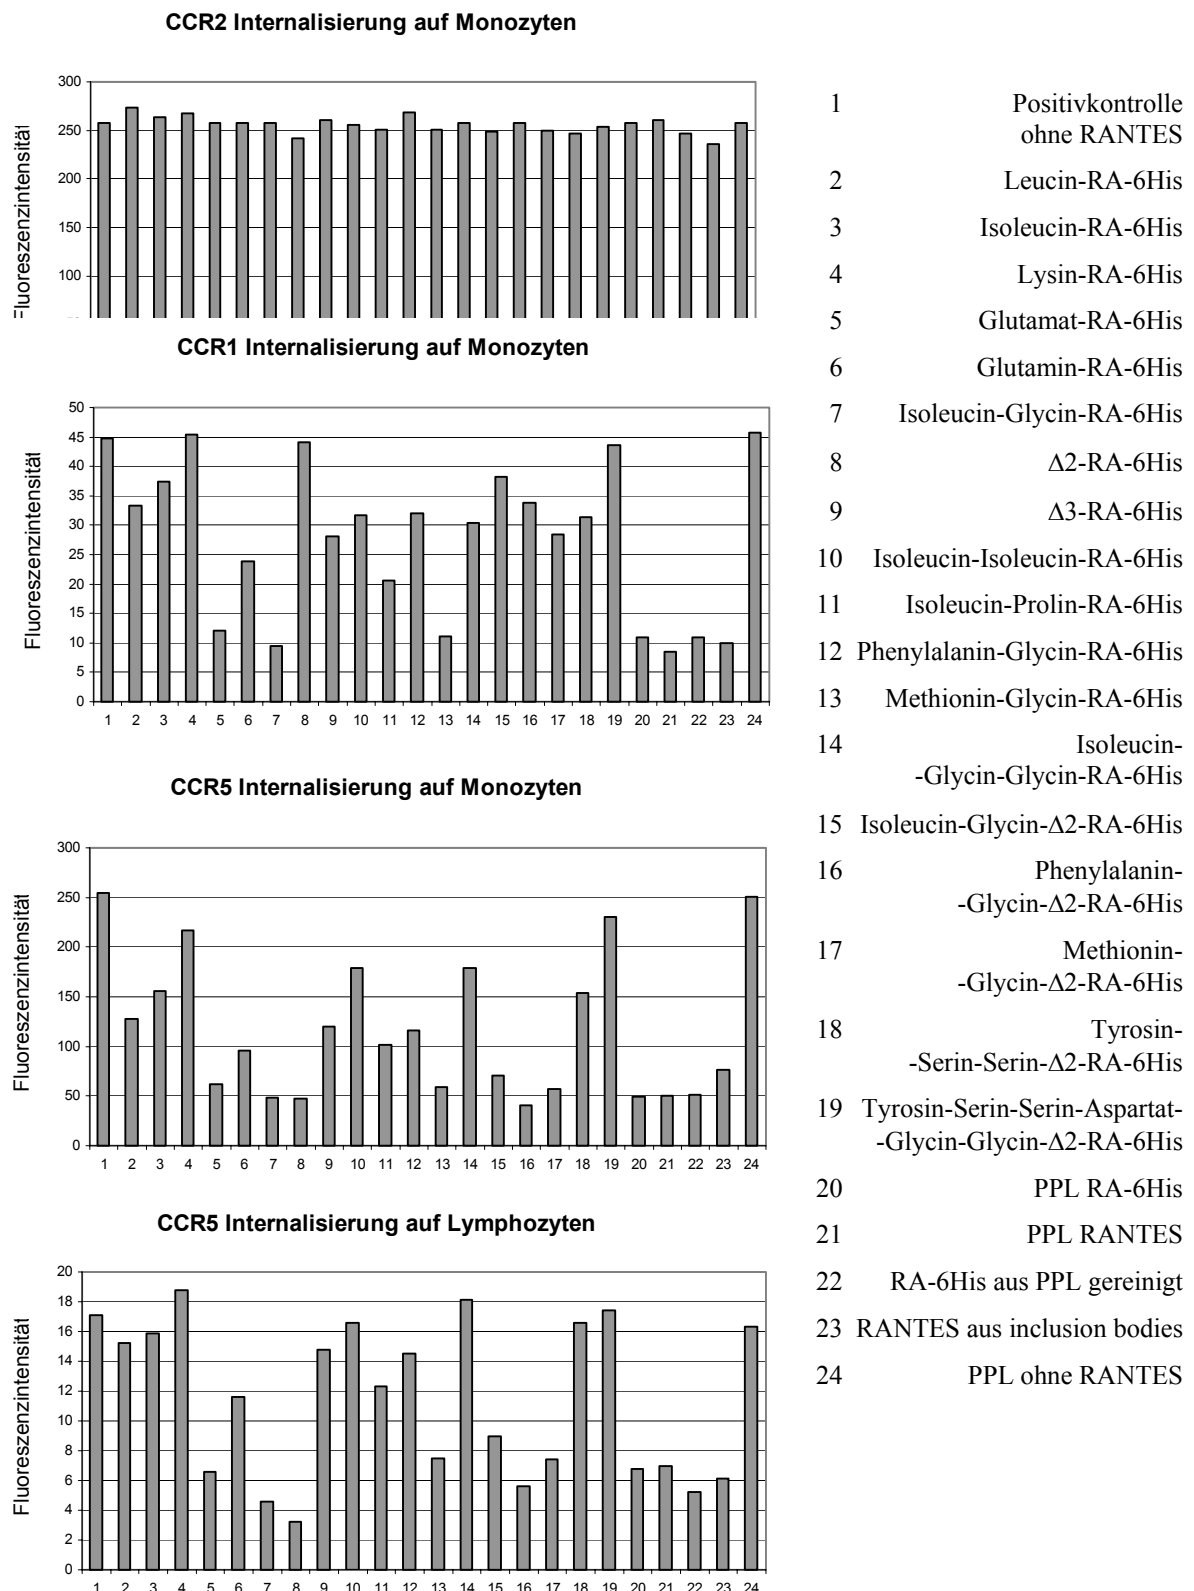 CCR2 Internalisierung auf Monozyten
Fluoreszenzintensität
300
250
200
150
100
CCR1 Internalisierung auf Monozyten
Fluoreszenzintensität
50
45
40
35
30
25
20
15
10
5
0
1 2 3 4 5 6 7 8 9 10 11 12 13 14 15 16 17 18 19 20 21 22 23 24
CCR5 Internalisierung auf Monozyten
Fluoreszenzintensität
300
250
200
150
100
50
0
1 2 3 4 5 6 7 8 9 10 11 12 13 14 15 16 17 18 19 20 21 22 23 24
CCR5 Internalisierung auf Lymphozyten
Fluoreszenzintensität
20
18
16
14
12
10
8
6
4
2
0
1 2 3 4 5 6 7 8 9 10 11 12 13 14 15 16 17 18 19 20 21 22 23 24
1 Positivkontrolle
ohne RANTES
2 Leucin-RA-6His
3 Isoleucin-RA-6His
4 Lysin-RA-6His
5 Glutamat-RA-6His
6 Glutamin-RA-6His
7 Isoleucin-Glycin-RA-6His
8 Δ2-RA-6His
9 Δ3-RA-6His
10 Isoleucin-Isoleucin-RA-6His
11 Isoleucin-Prolin-RA-6His
12 Phenylalanin-Glycin-RA-6His
13 Methionin-Glycin-RA-6His
14 Isoleucin-
-Glycin-Glycin-RA-6His
15 Isoleucin-Glycin-Δ2-RA-6His
16 Phenylalanin-
-Glycin-Δ2-RA-6His
17 Methionin-
-Glycin-Δ2-RA-6His
18 Tyrosin-
-Serin-Serin-Δ2-RA-6His
19 Tyrosin-Serin-Serin-Aspartat-
-Glycin-Glycin-Δ2-RA-6His
20 PPL RA-6His
21 PPL RANTES
22 RA-6His aus PPL gereinigt
23 RANTES aus inclusion bodies
24 PPL ohne RANTES